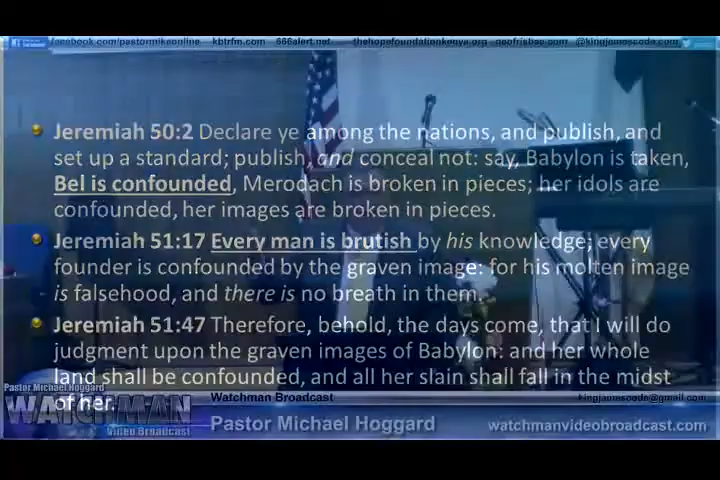 facebook.com/pastormikeonline kbtrfm.com 666alert.net thehopefoundationkenya.org geofrisbee.com @kingjamescode.com
Jeremiah 50:2 Declare ye among the nations, and publish, and
set up a standard; publish, and conceal not: say, Babylon is taken,
Bel is confounded, Merodach is broken in pieces; her idols are
confounded, her images are broken in pieces.
Jeremiah 51:17 Every man is brutish by his knowledge; every
founder is confounded by the graven image: for his molten image
is falsehood, and there is no breath in them.
Jeremiah 51:47 Therefore, behold, the days come, that I will do
judgment upon the graven images of Babylon: and her whole
land shall be confounded, and all her slain shall fall in the midst
of her.
Pastor Michael Hoggard
WATCHMAN
Video Broadcast
Watchman Broadcast kingjamescode@gmail.com
Pastor Michael Hoggard watchmanvideobroadcast.com